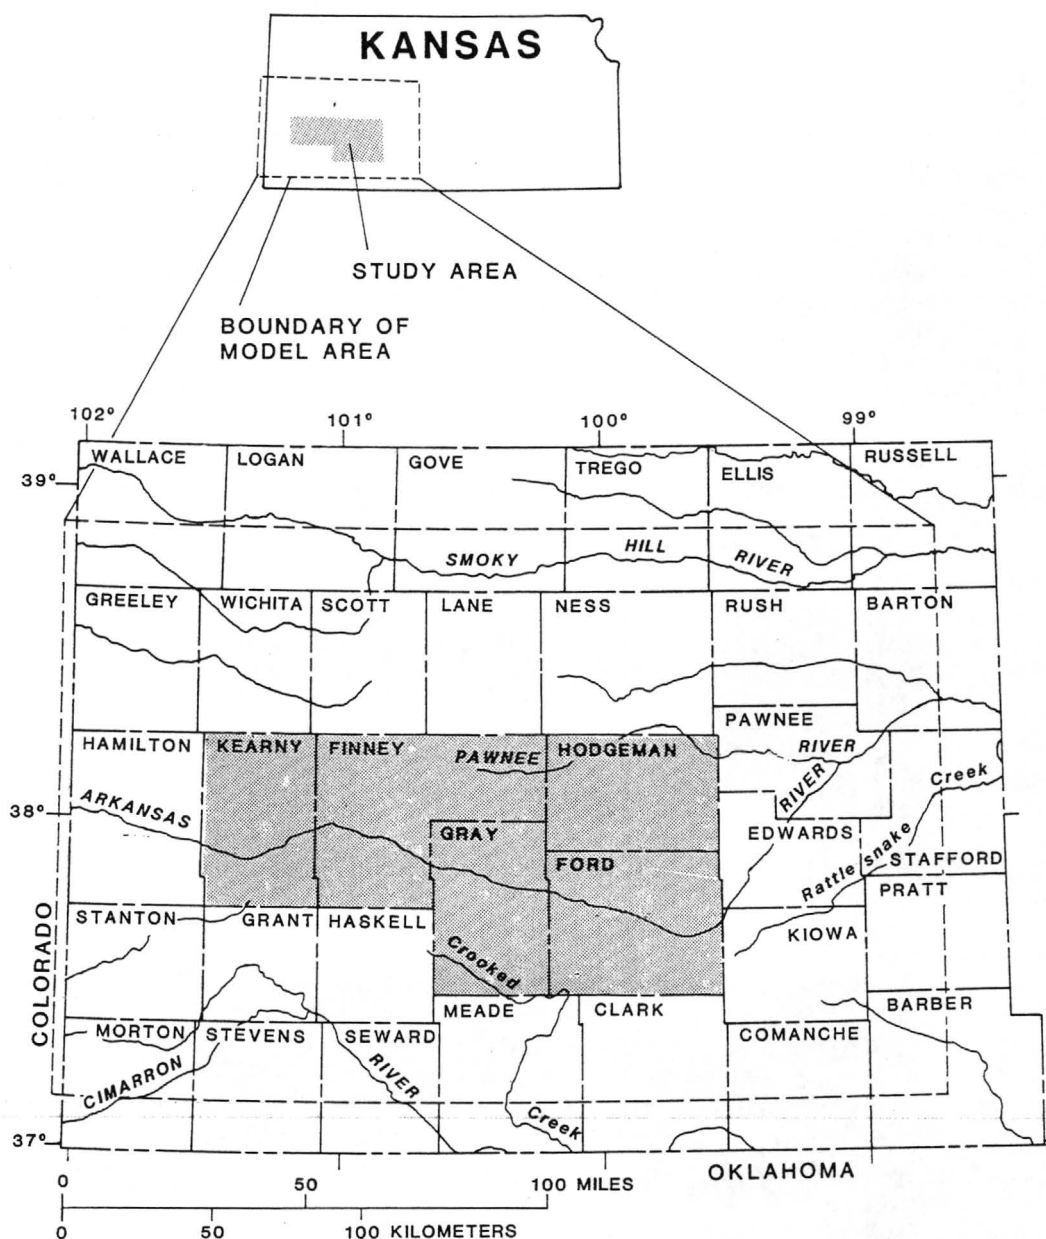 KANSAS
STUDY AREA
BOUNDARY OF
MODEL AREA
102°
101°
100°
99°
39°
WALLACE
LOGAN
GOVE
TREGO
ELLIS
RUSSELL
SMOKY
HILL
RIVER
GREELEY
WICHITA
SCOTT
LANE
NESS
RUSH
BARTON
HAMILTON
KEARNY
FINNEY
PAWNEE
HODGEMAN
PAWNEE
RIVER
38°
ARKANSAS
GRAY
FORD
RIVER
EDWARDS
Creek
Rattlesnake
STAFFORD
PRATT
STANTON
GRANT
HASKELL
Crooked
KIOWA
COLORADO
MORTON
STEVENS
SEWARD
MEADE
CLARK
COMANCHE
BARBER
CIMARRON
RIVER
Creek
37°
OKLAHOMA
0 50 100 MILES
0 50 100 KILOMETERS